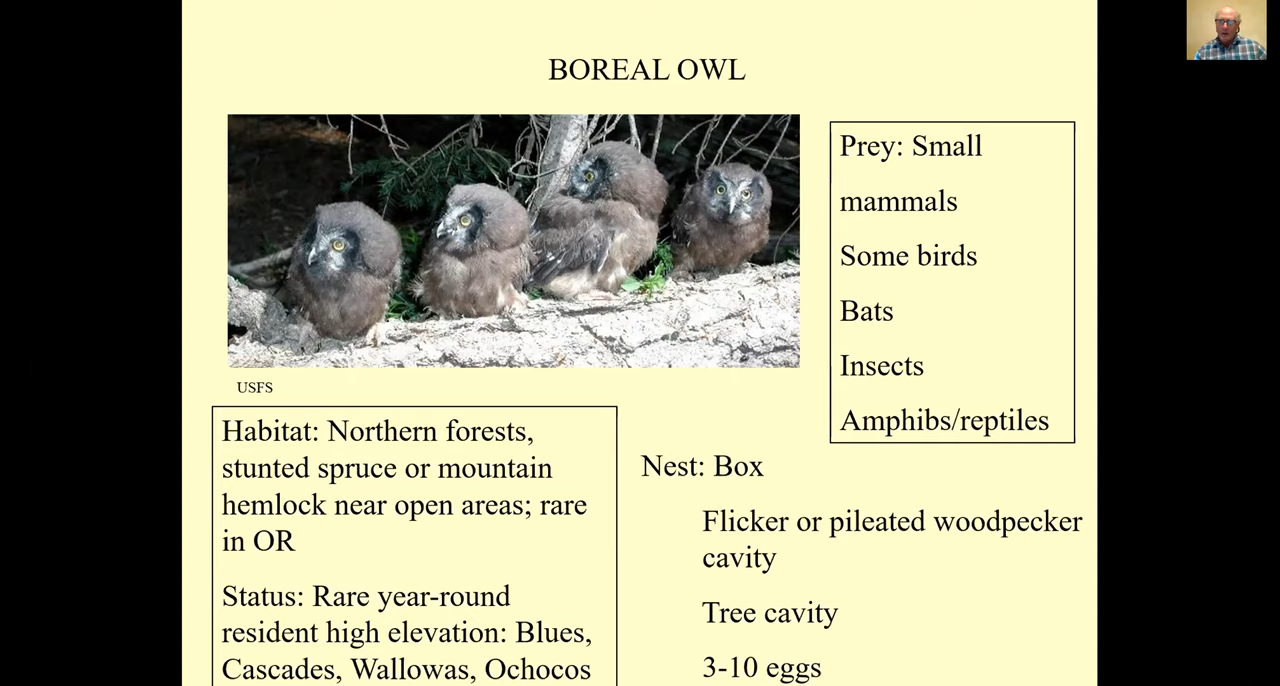 BOREAL OWL
Prey: Small
mammals
Some birds
Bats
Insects
Amphibs/reptiles
USFS
Habitat: Northern forests,
stunted spruce or mountain
hemlock near open areas; rare
in OR
Status: Rare year-round
resident high elevation: Blues,
Cascades, Wallowas, Ochocos
Nest: Box
Flicker or pileated woodpecker
cavity
Tree cavity
3-10 eggs